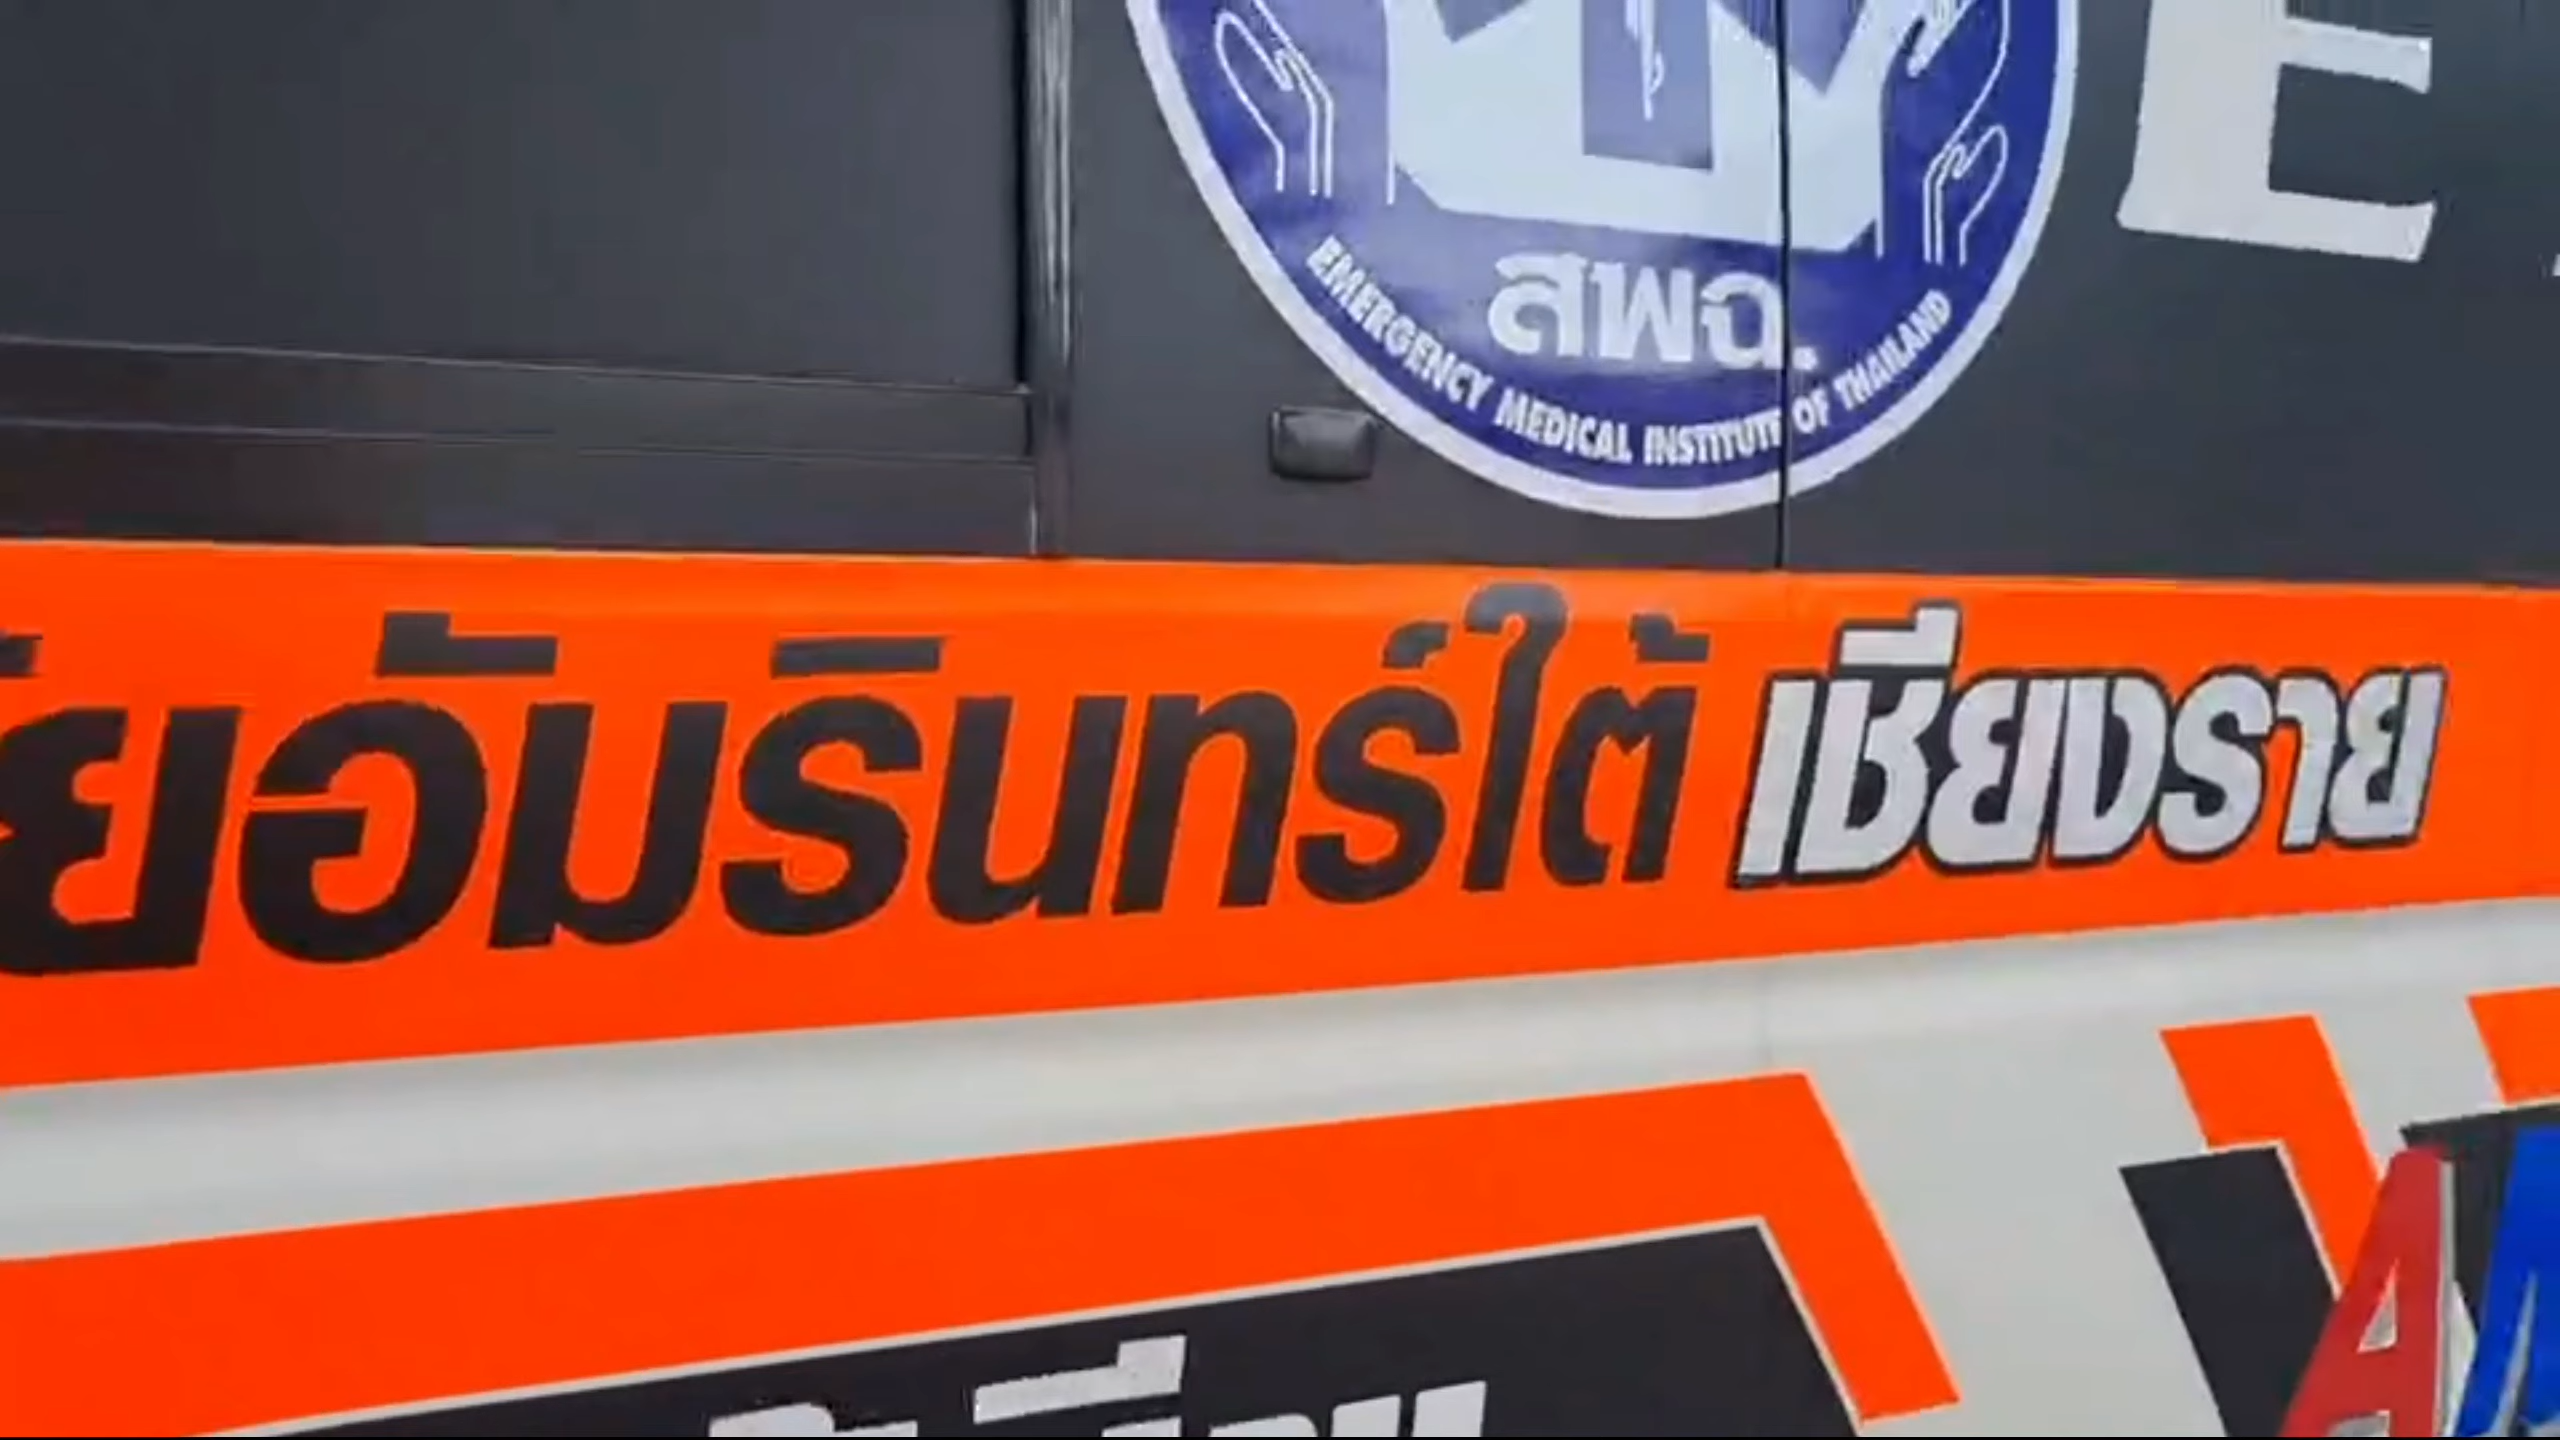 สพฉ.
EMERGENCY MEDICAL INSTITUTE OF THAILAND
ัยอัมรินทร์ใต้ เชียงราย